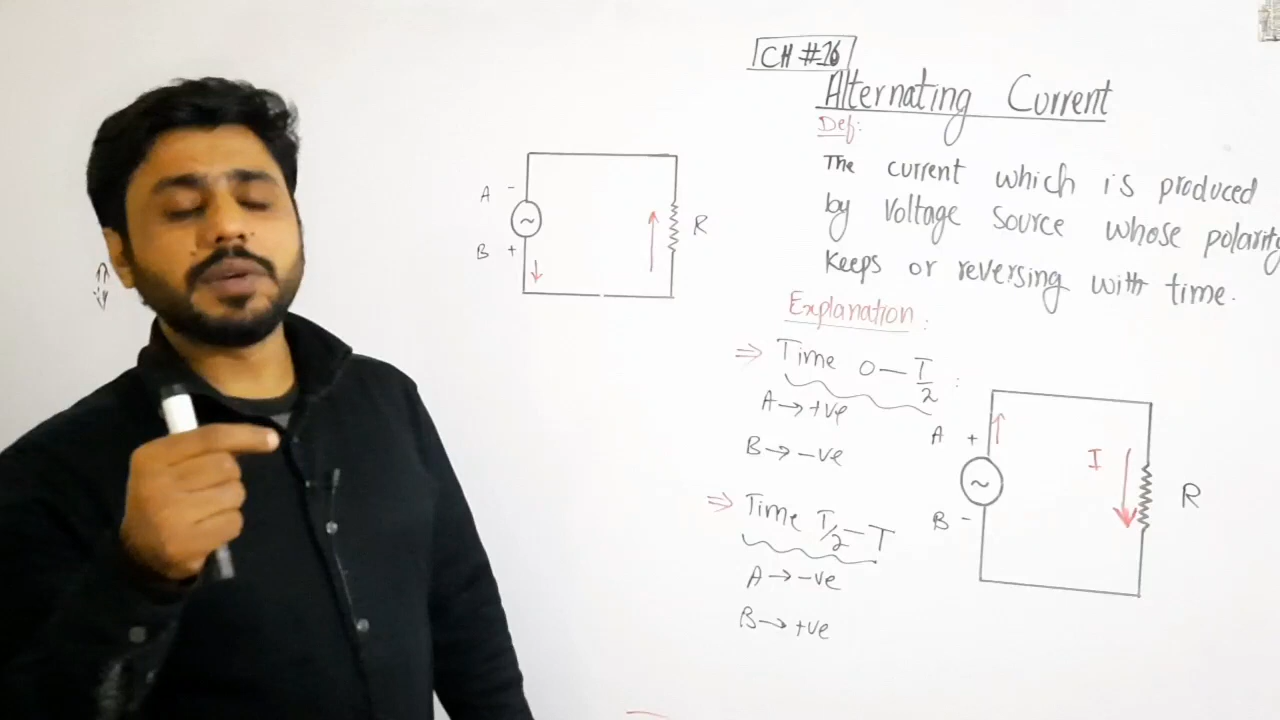 CH #16
Alternating Current
Def:
The current which is produced
by voltage source whose polarity
keeps or reversing with time.
Explanation:
⇒ Time 0 — T/2 :
A → +ve
B → -ve
⇒ Time T/2 — T
A → -ve
B → +ve
A -
~
B +
R
A +
~
B -
I
R